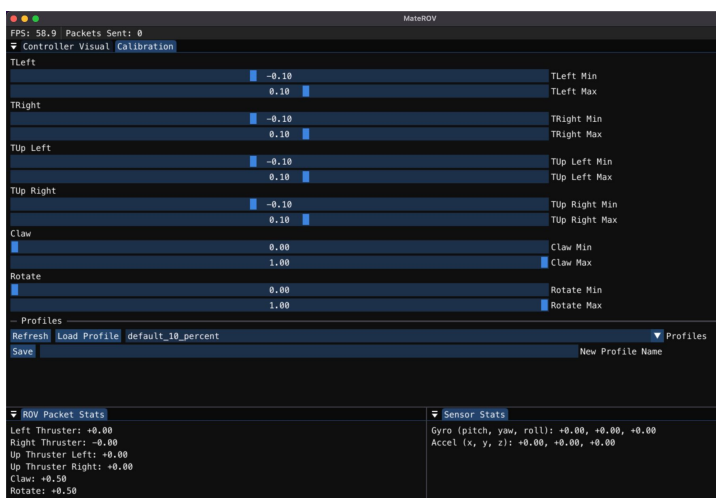 MateROV
FPS: 58.9 Packets Sent: 0
Controller Visual Calibration
TLeft
-0.10 TLeft Min
0.10 TLeft Max
TRight
-0.10 TRight Min
0.10 TRight Max
TUp Left
-0.10 TUp Left Min
0.10 TUp Left Max
TUp Right
-0.10 TUp Right Min
0.10 TUp Right Max
Claw
0.00 Claw Min
1.00 Claw Max
Rotate
0.00 Rotate Min
1.00 Rotate Max
Profiles
Refresh Load Profile default_10_percent Profiles
Save New Profile Name
ROV Packet Stats
Left Thruster: +0.00
Right Thruster: -0.00
Up Thruster Left: +0.00
Up Thruster Right: +0.00
Claw: +0.50
Rotate: +0.50
Sensor Stats
Gyro (pitch, yaw, roll): +0.00, +0.00, +0.00
Accel (x, y, z): +0.00, +0.00, +0.00